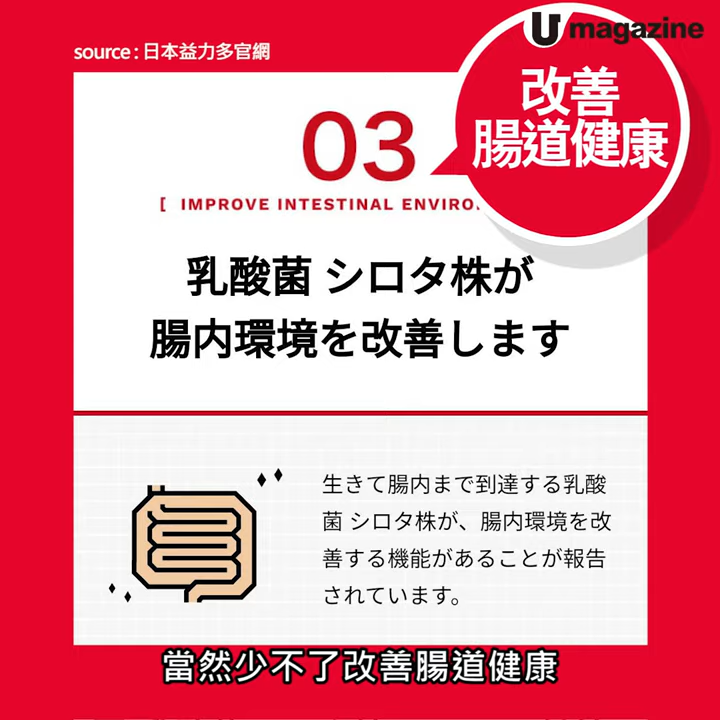 source : 日本益力多官網
U magazine
改善
腸道健康
03
[ IMPROVE INTESTINAL ENVIRO
乳酸菌 シロタ株が
腸内環境を改善します
生きて腸内まで到達する乳酸
菌 シロタ株が、腸内環境を改
善する機能があることが報告
されています。
當然少不了改善腸道健康